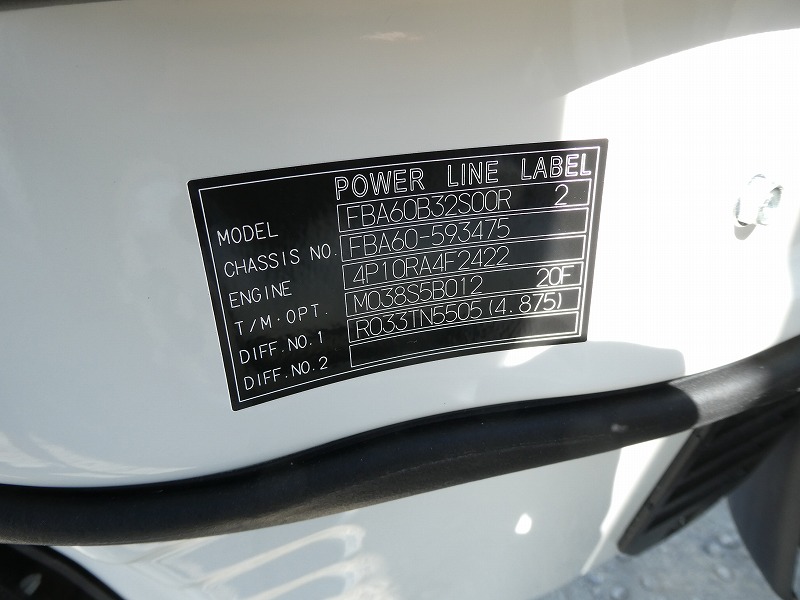 POWER LINE LABEL
MODEL FBA60B32S00R 2
CHASSIS NO. FBA60-593475
ENGINE 4P10RA4F2422
T/M·OPT. M038S5B012 20F
DIFF.NO.1 R033TN5505(4.875)
DIFF.NO.2